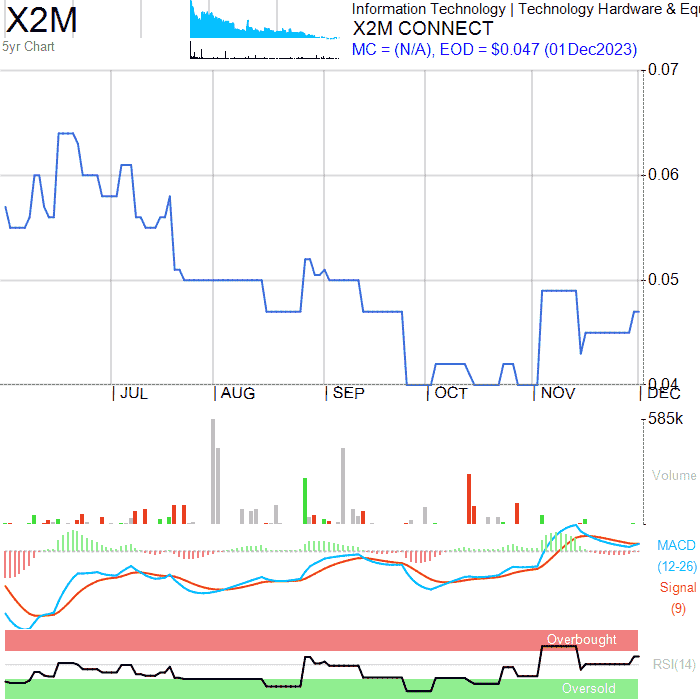 X2M
5yr Chart
Information Technology | Technology Hardware & Equ
X2M CONNECT
MC = (N/A), EOD = $0.047 (01Dec2023)
0.07
0.06
0.05
0.04
JUL
AUG
SEP
OCT
NOV
DEC
585k
Volume
MACD
(12-26)
Signal
(9)
Overbought
RSI(14)
Oversold